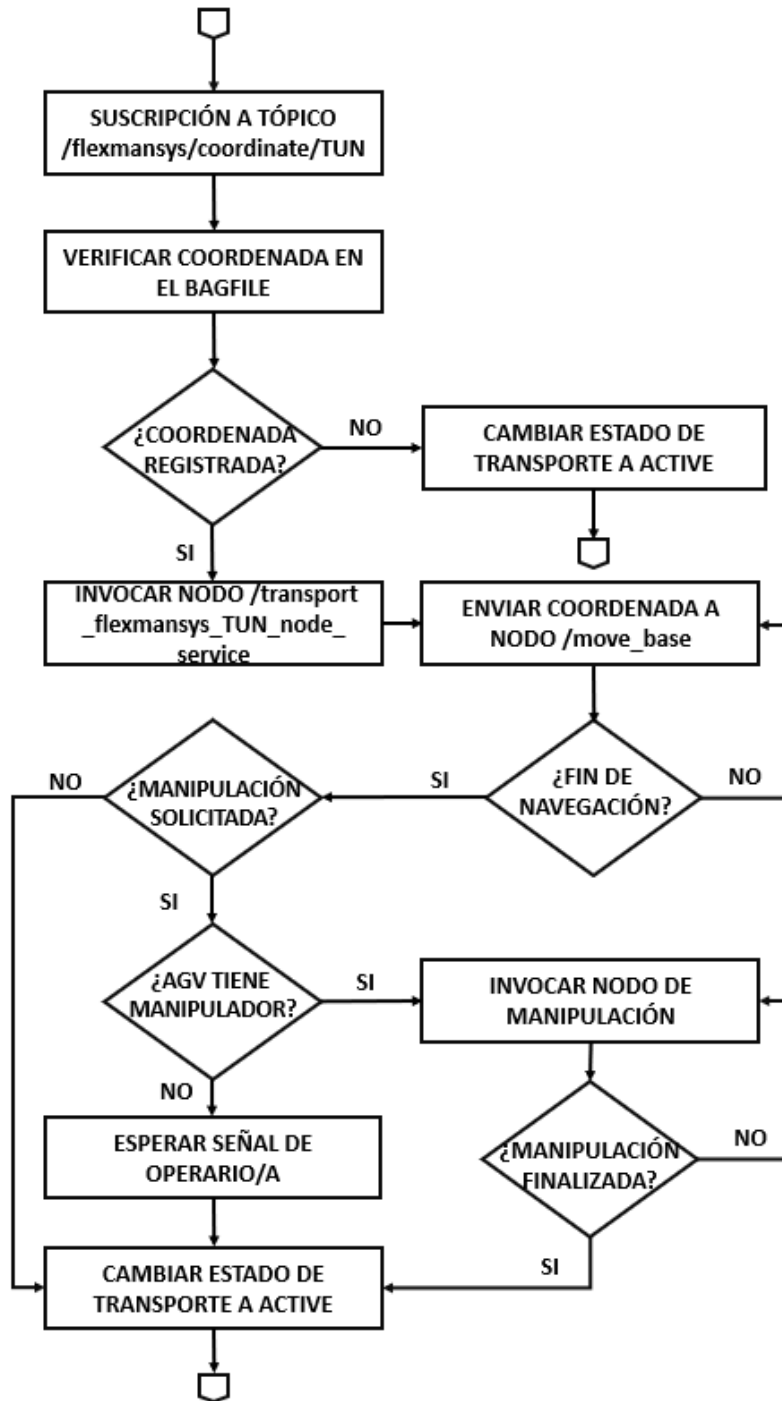 SUSCRIPCIÓN A TÓPICO
/flexmansys/coordinate/TUN
VERIFICAR COORDENADA EN
EL BAGFILE
¿COORDENADA
REGISTRADA?
NO
CAMBIAR ESTADO DE
TRANSPORTE A ACTIVE
SI
INVOCAR NODO /transport
_flexmansys_TUN_node_
service
ENVIAR COORDENADA A
NODO /move_base
NO
¿MANIPULACIÓN
SOLICITADA?
SI
¿FIN DE
NAVEGACIÓN?
NO
SI
¿AGV TIENE
MANIPULADOR?
SI
INVOCAR NODO DE
MANIPULACIÓN
NO
ESPERAR SEÑAL DE
OPERARIO/A
¿MANIPULACIÓN
FINALIZADA?
NO
SI
CAMBIAR ESTADO DE
TRANSPORTE A ACTIVE